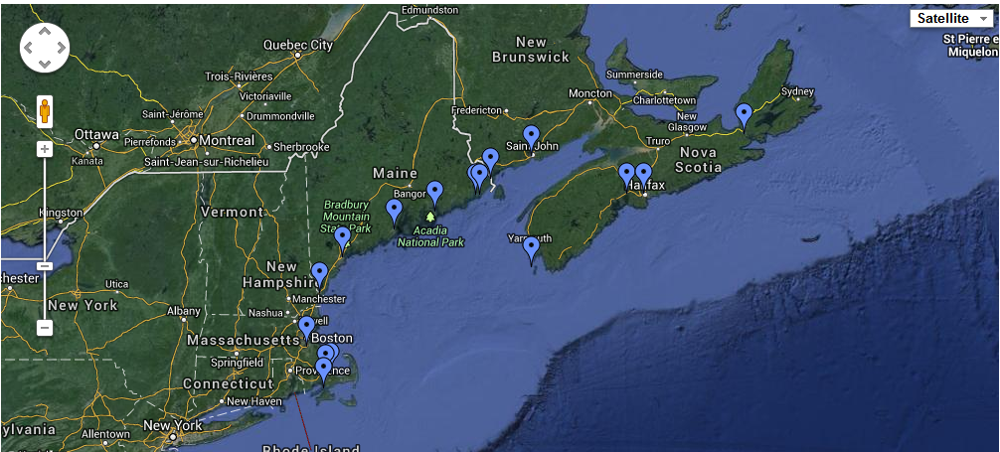 Edmundston
Satellite
Quebec City
New
Brunswick
St Pierre e
Miquelon
Trois-Rivières
Summerside
Moncton
Sydney
Victoriaville
Charlottetown
Saint-Jérôme
Drummondville
Fredericton
New
Glasgow
Ottawa
Pierrefonds
Montreal
Sherbrooke
Saint John
Truro
Kanata
Saint-Jean-sur-Richelieu
Nova
Scotia
Maine
Bangor
Halifax
Kingston
Vermont
Bradbury
Mountain
State Park
Acadia
National Park
Yarmouth
New
Hampshire
chester
Utica
Manchester
New York
Albany
Nashua
well
Massachusetts
Boston
Springfield
Providence
Connecticut
New Haven
ylvania
New York
Allentown
Rhode Island